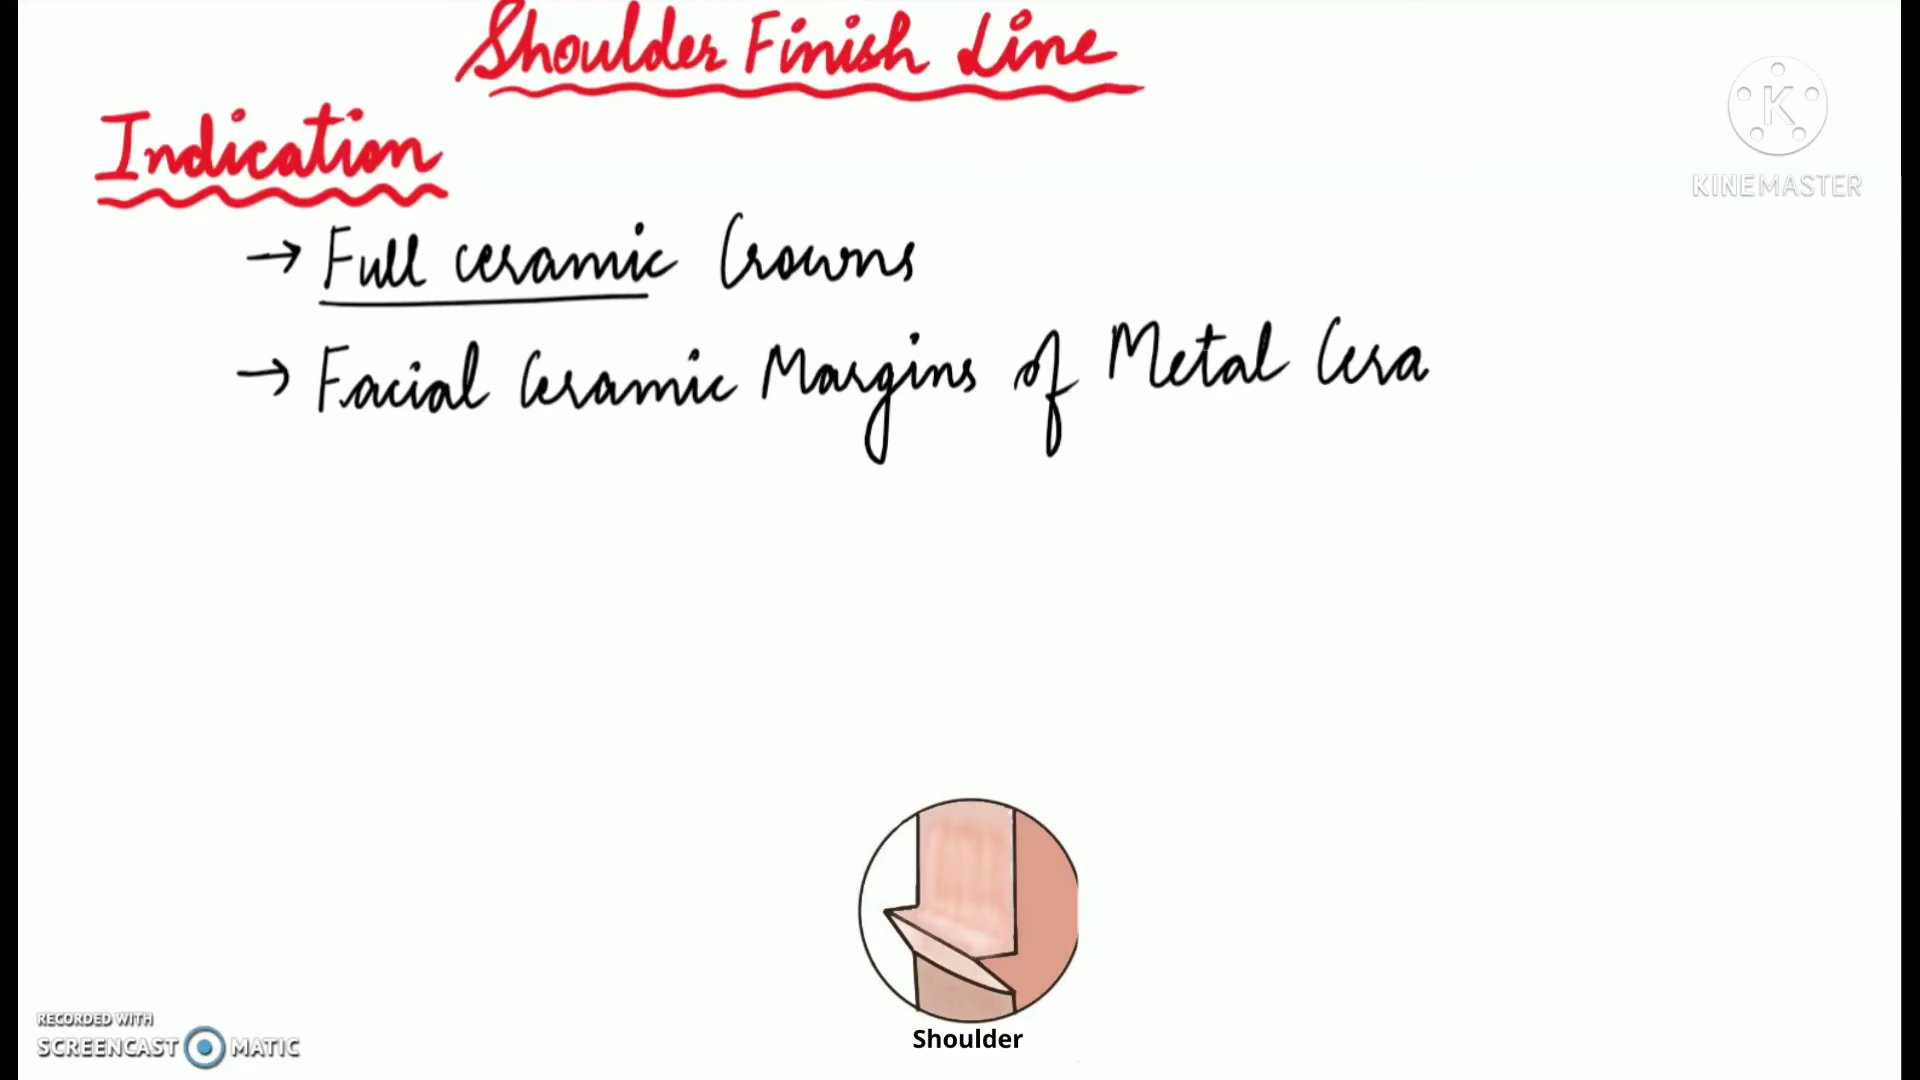 Shoulder Finish Line
Indication
→ Full ceramic Crowns
→ Facial Ceramic Margins of Metal Cera
K
KINEMASTER
Shoulder
RECORDED WITH
SCREENCAST MATIC